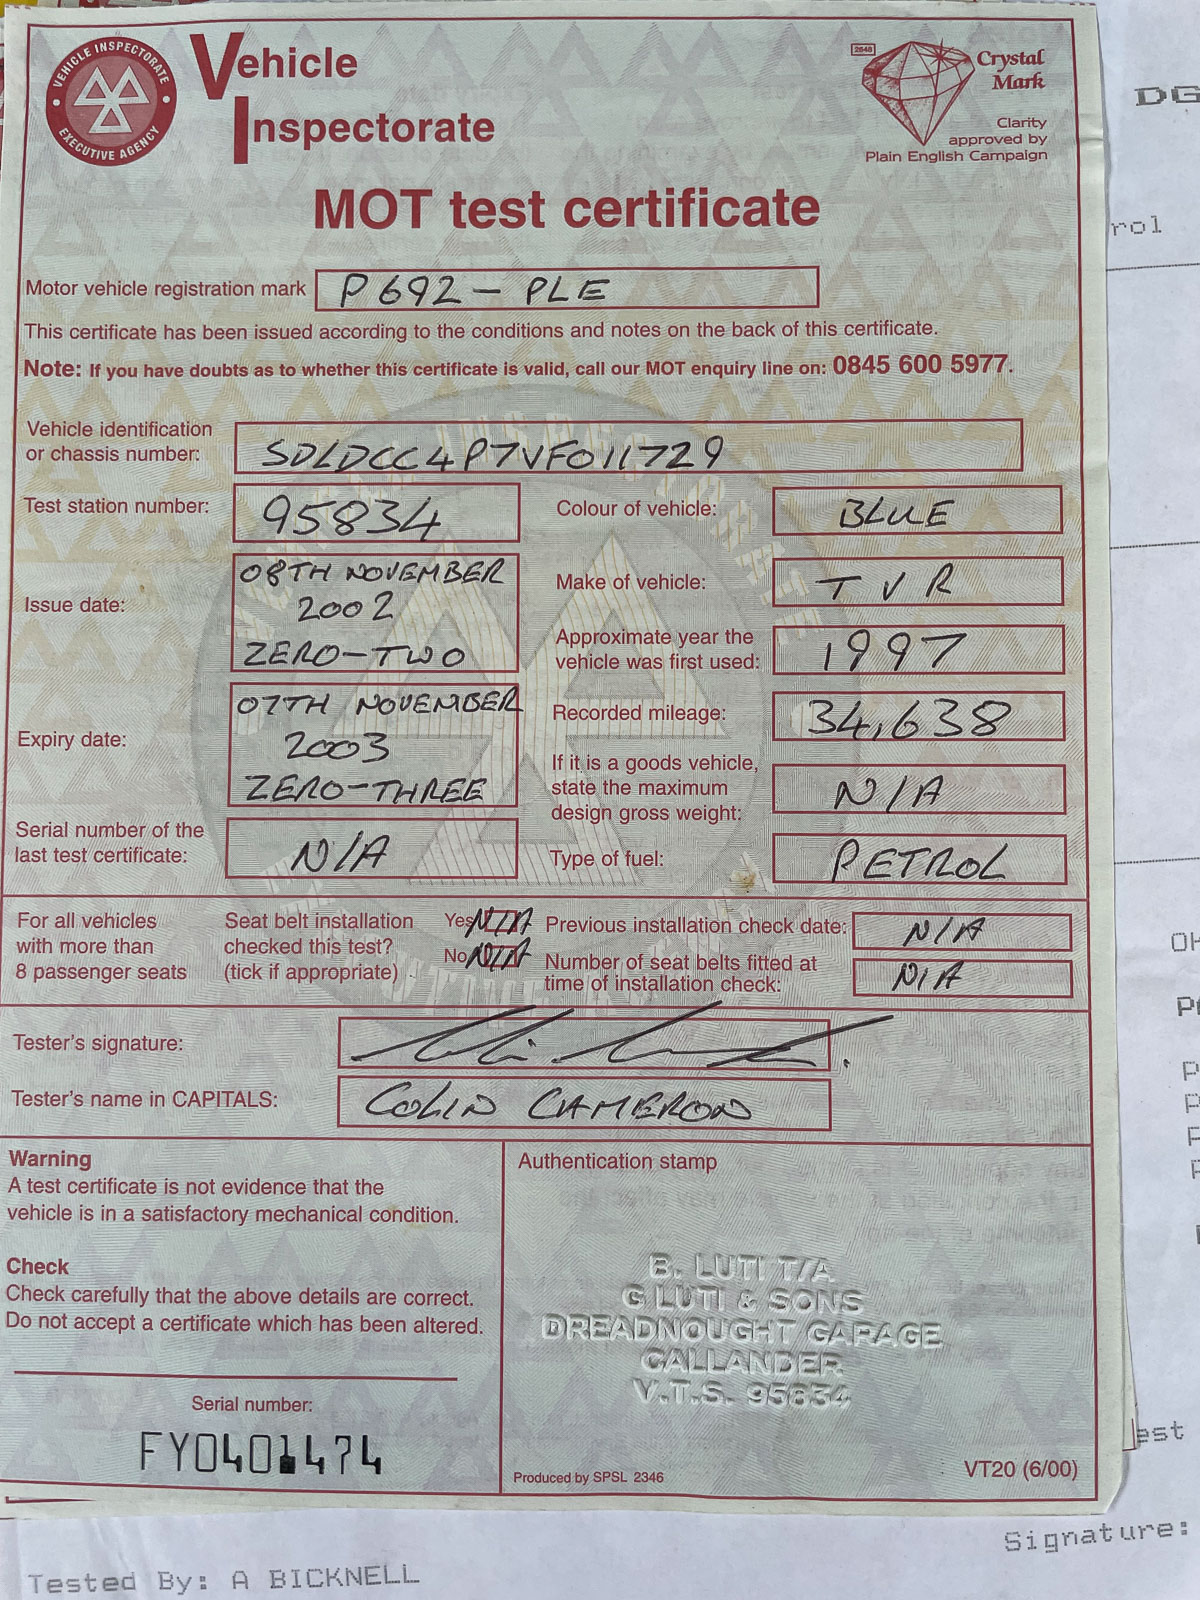 VEHICLE INSPECTORATE
EXECUTIVE AGENCY
Vehicle
Inspectorate
2648
Crystal
Mark
Clarity
approved by
Plain English Campaign
DG
MOT test certificate
rol
Motor vehicle registration mark P692 - PLE
This certificate has been issued according to the conditions and notes on the back of this certificate.
Note: If you have doubts as to whether this certificate is valid, call our MOT enquiry line on: 0845 600 5977.
Vehicle identification
or chassis number: SDLDCC4P7VF011729
Test station number: 95834
Colour of vehicle: BLUE
Issue date: 08TH NOVEMBER
2002
ZERO-TWO
Make of vehicle: TVR
Approximate year the
vehicle was first used: 1997
Expiry date: 07TH NOVEMBER
2003
ZERO-THREE
Recorded mileage: 34,638
If it is a goods vehicle,
state the maximum
design gross weight: N/A
Serial number of the
last test certificate: N/A
Type of fuel: PETROL
For all vehicles
with more than
8 passenger seats
Seat belt installation
checked this test?
(tick if appropriate)
Yes N/A
No N/A
Previous installation check date: N/A
Number of seat belts fitted at
time of installation check: N/A
Tester's signature:
Tester's name in CAPITALS: COLIN CAMERON
Warning
A test certificate is not evidence that the
vehicle is in a satisfactory mechanical condition.
Check
Check carefully that the above details are correct.
Do not accept a certificate which has been altered.
Serial number:
FY0401474
Authentication stamp
B. LUTI T/A
G LUTI & SONS
DREADNOUGHT GARAGE
CALLANDER
V.T.S. 95834
Produced by SPSL 2346
VT20 (6/00)
est
Signature:
Tested By: A BICKNELL